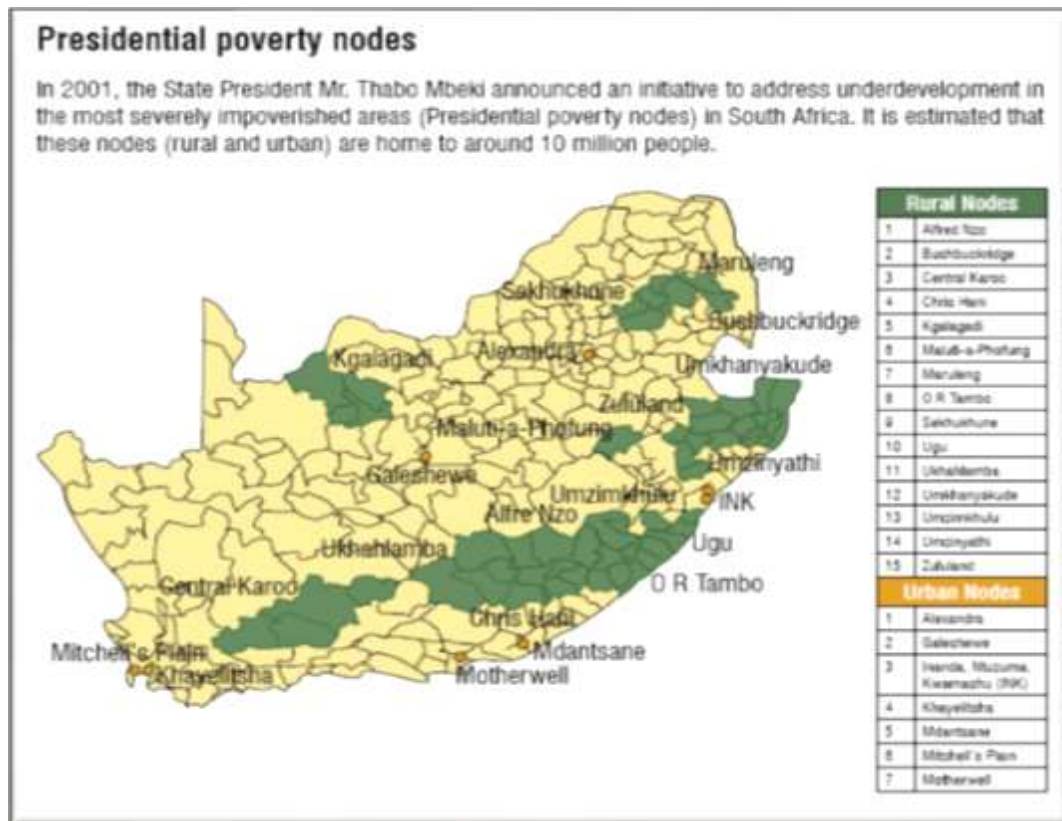 Presidential poverty nodes
In 2001, the State President Mr. Thabo Mbeki announced an initiative to address underdevelopment in
the most severely impoverished areas (Presidential poverty nodes) in South Africa. It is estimated that
these nodes (rural and urban) are home to around 10 million people.
Maruleng
Sekhukhune
Bushbuckridge
Kgalagadi
Alexandra
Umkhanyakude
Zululand
Maluti-a-Phofung
Galeshewe
Umzinyathi
Umzimkhulu
INK
Alfre Nzo
Ugu
Ukhahlamba
O R Tambo
Central Karoo
Chris Hani
Mdantsane
Mitchell's Plain
Khayelitsha
Motherwell
Rural Nodes
1 Alfred Nzo
2 Bushbuckridge
3 Central Karoo
4 Chris Hani
5 Kgalagadi
6 Maluti-a-Phofung
7 Maruleng
8 O R Tambo
9 Sekhukhune
10 Ugu
11 Ukhahlamba
12 Umkhanyakude
13 Umzimkhulu
14 Umzinyathi
15 Zululand
Urban Nodes
1 Alexandra
2 Galeshewe
3 Inanda, Ntuzuma,
(INK)
4 Khayelitsha
5 Mdantsane
6 Mitchell's Plain
7 Motherwell